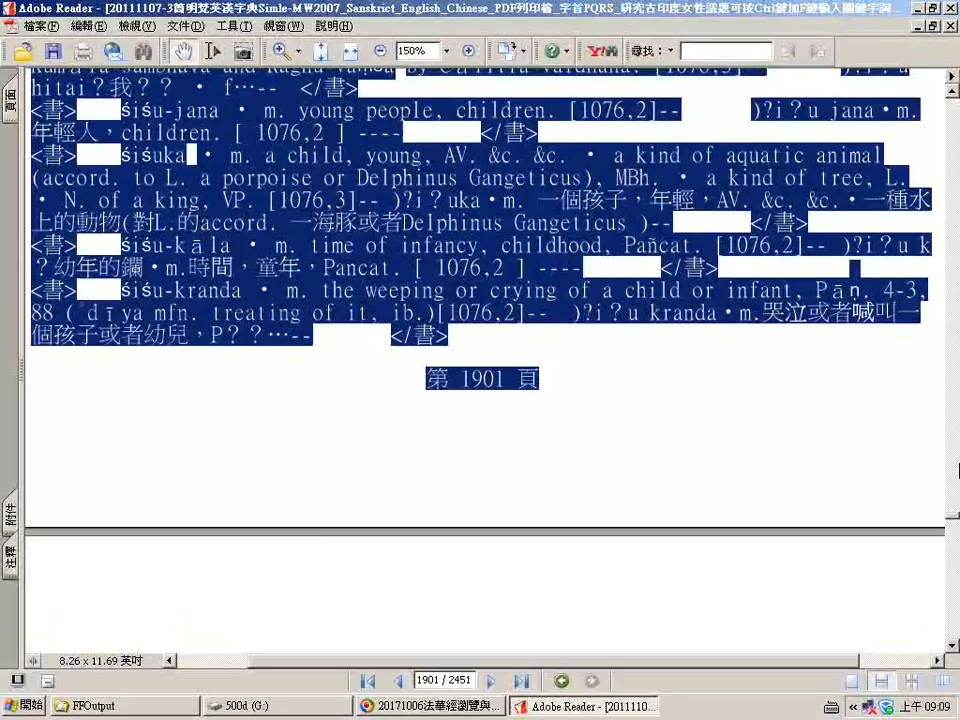 Adobe Reader - [20111107-3簡明梵英漢字典Simle-MW2007_Sanskrict_English_Chinese_PDF列印檔_字首PQRS_研究古印度女性議題可按Ctrl鍵加F鍵輸入關鍵字詞...
檔案(F) 編輯(E) 檢視(V) 文件(D) 工具(T) 視窗(W) 說明(H)
150% 尋找:
頁面
hitai？我？？ · f…-- </書>
<書> śiśu-jana · m. young people, children. [1076,2]-- )?i？u jana·m.
年輕人，children. [ 1076,2 ] ---- </書>
<書> śiśuka · m. a child, young, AV. &c. &c. · a kind of aquatic animal
(accord. to L. a porpoise or Delphinus Gangeticus), MBh. · a kind of tree, L.
· N. of a king, VP. [1076,3]-- )?i？uka·m. 一個孩子，年輕，AV. &c. &c.·一種水
上的動物(對L.的accord. 一海豚或者Delphinus Gangeticus )-- </書>
<書> śiśu-kāla · m. time of infancy, childhood, Pañcat. [1076,2]-- )?i？u k
？幼年的鑭·m.時間，童年，Pancat. [ 1076,2 ] ---- </書>
<書> śiśu-kranda · m. the weeping or crying of a child or infant, Pāṇ. 4-3,
88 (ʻdīya mfn. treating of it, ib.)[1076,2]-- )?i？u kranda·m.哭泣或者喊叫一
個孩子或者幼兒，P？？…-- </書>
第 1901 頁
附件
注釋
8.26 x 11.69 英吋
1901 / 2451
開始 FFOutput 500d (G:) 20171006法華經瀏覽與... Adobe Reader - [2011110... 上午 09:09